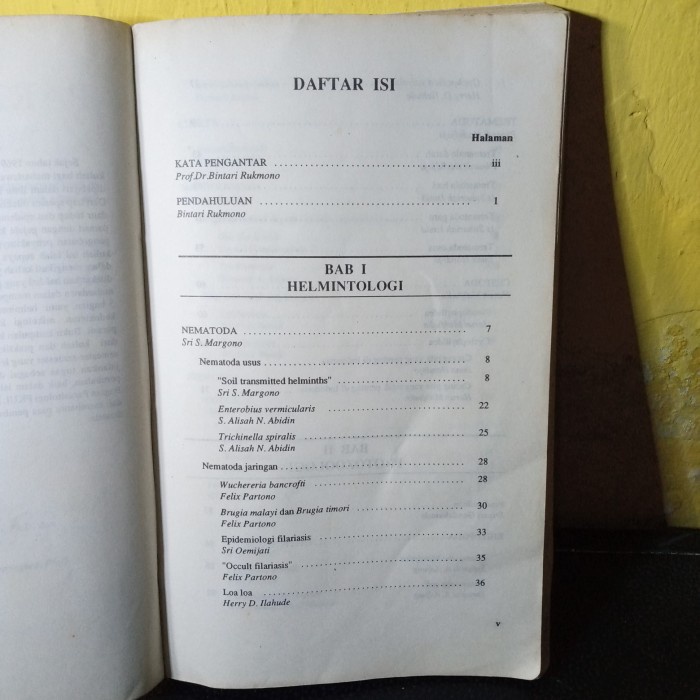 DAFTAR ISI
Halaman
KATA PENGANTAR ........................................ iii
Prof.Dr.Bintari Rukmono
PENDAHULUAN ........................................ 1
Bintari Rukmono
BAB I
HELMINTOLOGI
NEMATODA ........................................ 7
Sri S. Margono
Nematoda usus ........................................ 8
"Soil transmitted helminths" ........................................ 8
Sri S. Margono
Enterobius vermicularis ........................................ 22
S. Alisah N. Abidin
Trichinella spiralis ........................................ 25
S. Alisah N. Abidin
Nematoda jaringan ........................................ 28
Wuchereria bancrofti ........................................ 28
Felix Partono
Brugia malayi dan Brugia timori ........................................ 30
Felix Partono
Epidemiologi filariasis ........................................ 33
Sri Oemijati
"Occult filariasis" ........................................ 35
Felix Partono
Loa loa ........................................ 36
Herry D. Ilahude
v